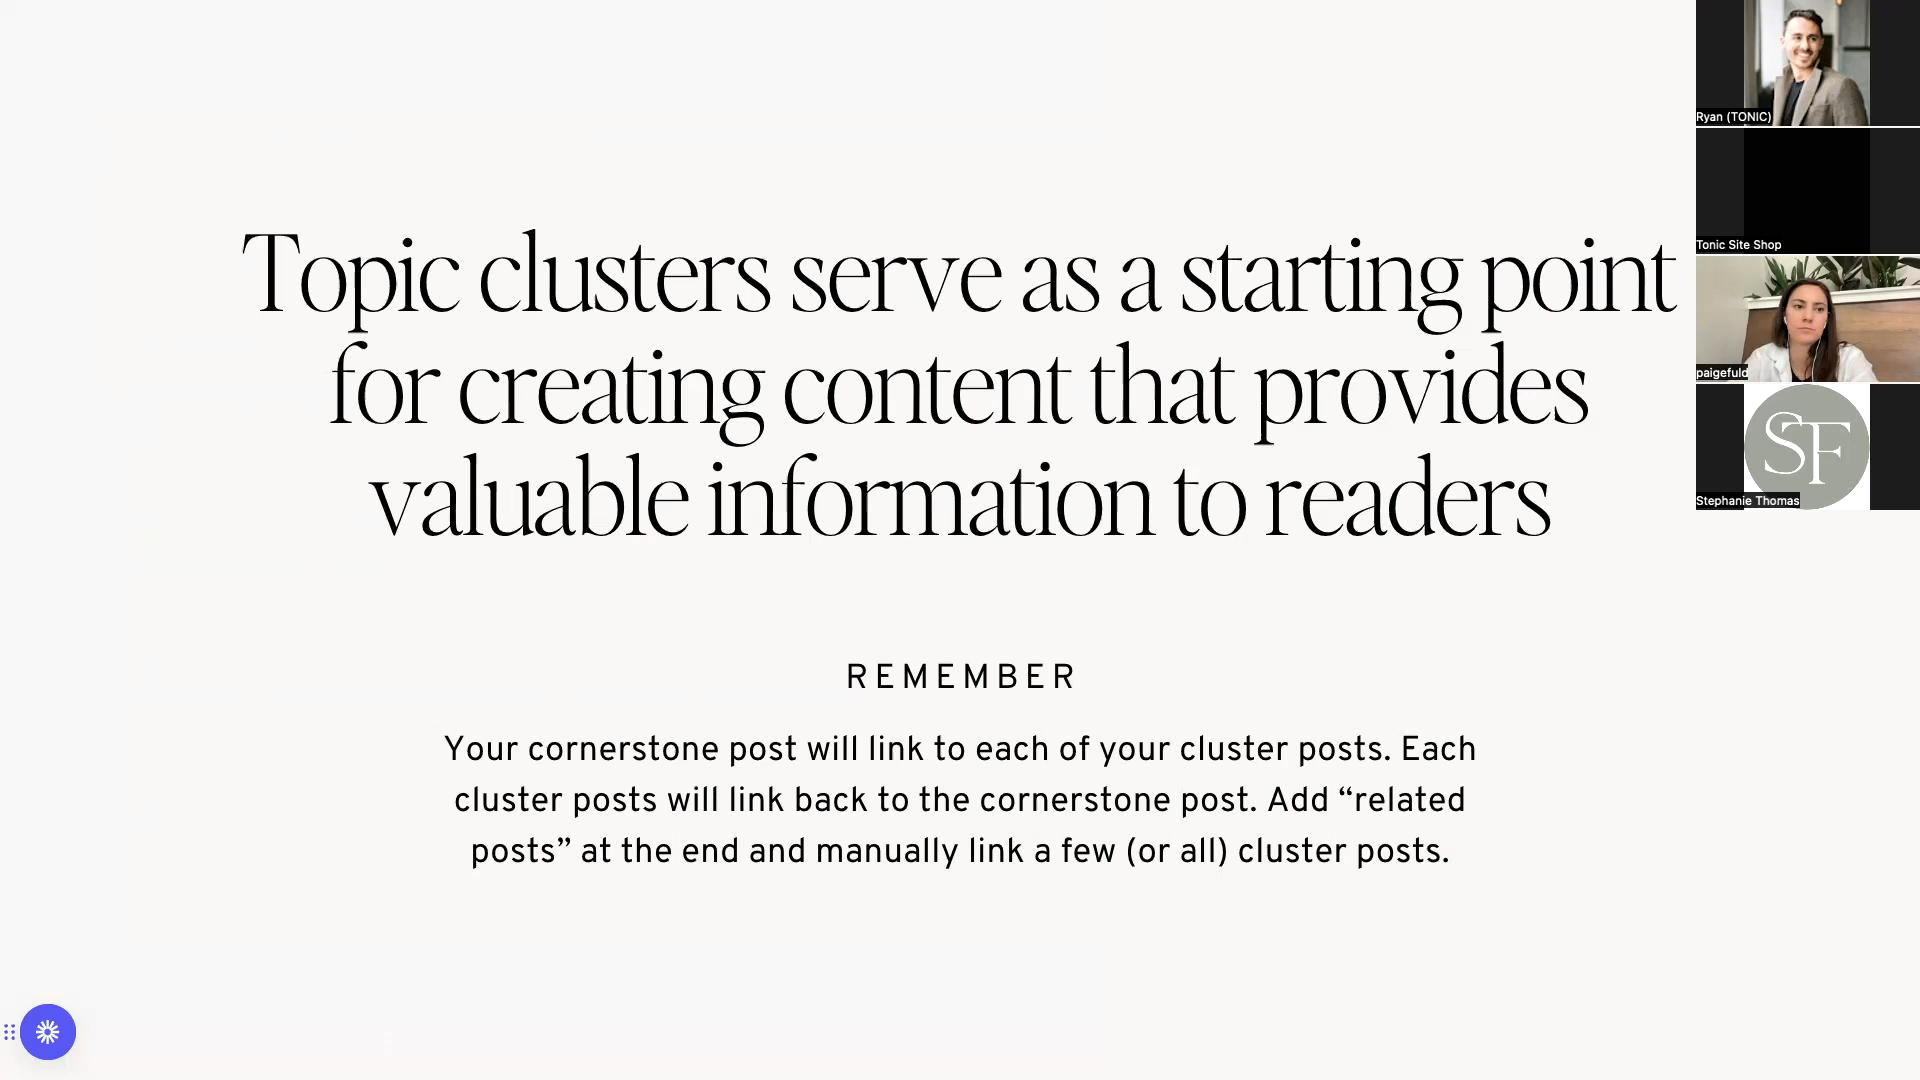 Topic clusters serve as a starting point
for creating content that provides
valuable information to readers
REMEMBER
Your cornerstone post will link to each of your cluster posts. Each
cluster posts will link back to the cornerstone post. Add “related
posts” at the end and manually link a few (or all) cluster posts.
Ryan (TONIC)
Tonic Site Shop
paigefuld
SF
Stephanie Thomas